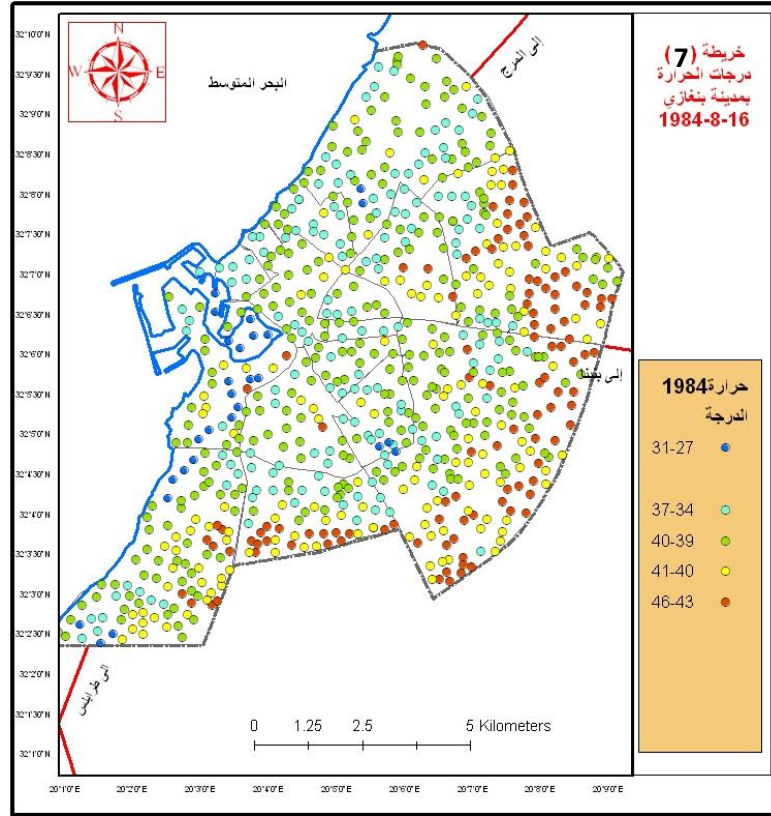 خريطة (7)
درجات الحرارة
بمدينة بنغازي
1984-8-16
N
W E
S
البحر المتوسط
إلى المرج
إلى بنينا
الى طرابلس
حرارة1984
الدرجة
31-27
37-34
40-39
41-40
46-43
0 1.25 2.5 5 Kilometers
32°10'0"N
32°9'30"N
32°9'0"N
32°8'30"N
32°8'0"N
32°7'30"N
32°7'0"N
32°6'30"N
32°6'0"N
32°5'30"N
32°5'0"N
32°4'30"N
32°4'0"N
32°3'30"N
32°3'0"N
32°2'30"N
32°2'0"N
32°1'30"N
32°1'0"N
20°1'0"E 20°2'0"E 20°3'0"E 20°4'0"E 20°5'0"E 20°6'0"E 20°7'0"E 20°8'0"E 20°9'0"E